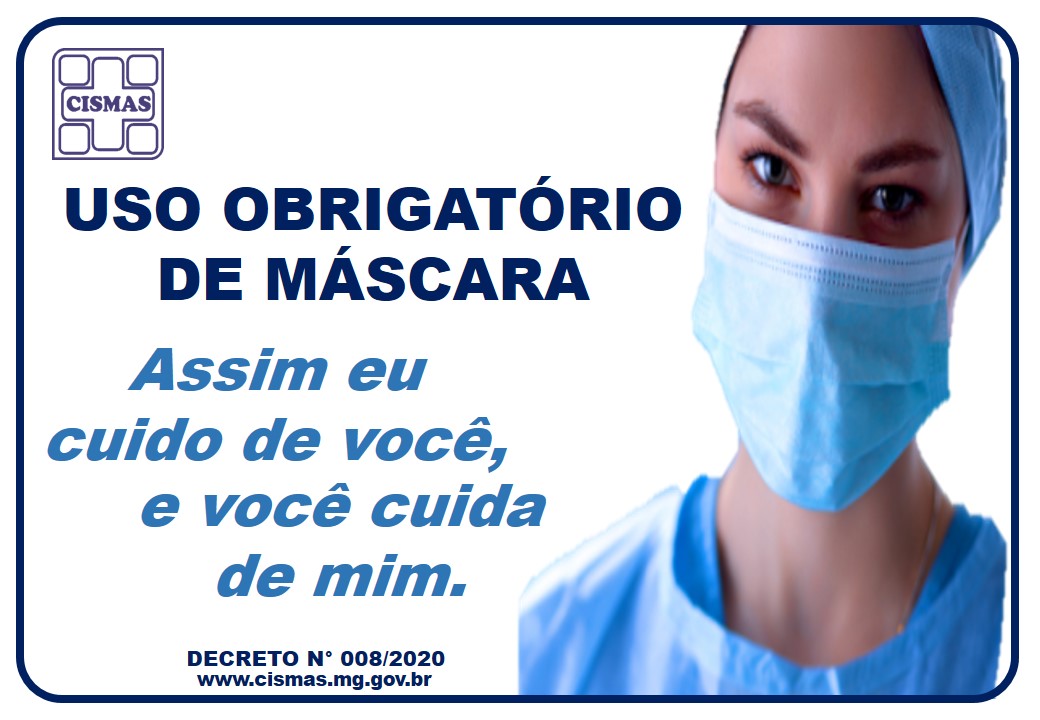 CISMAS
USO OBRIGATÓRIO
DE MÁSCARA
Assim eu
cuido de você,
e você cuida
de mim.
DECRETO N° 008/2020
www.cismas.mg.gov.br